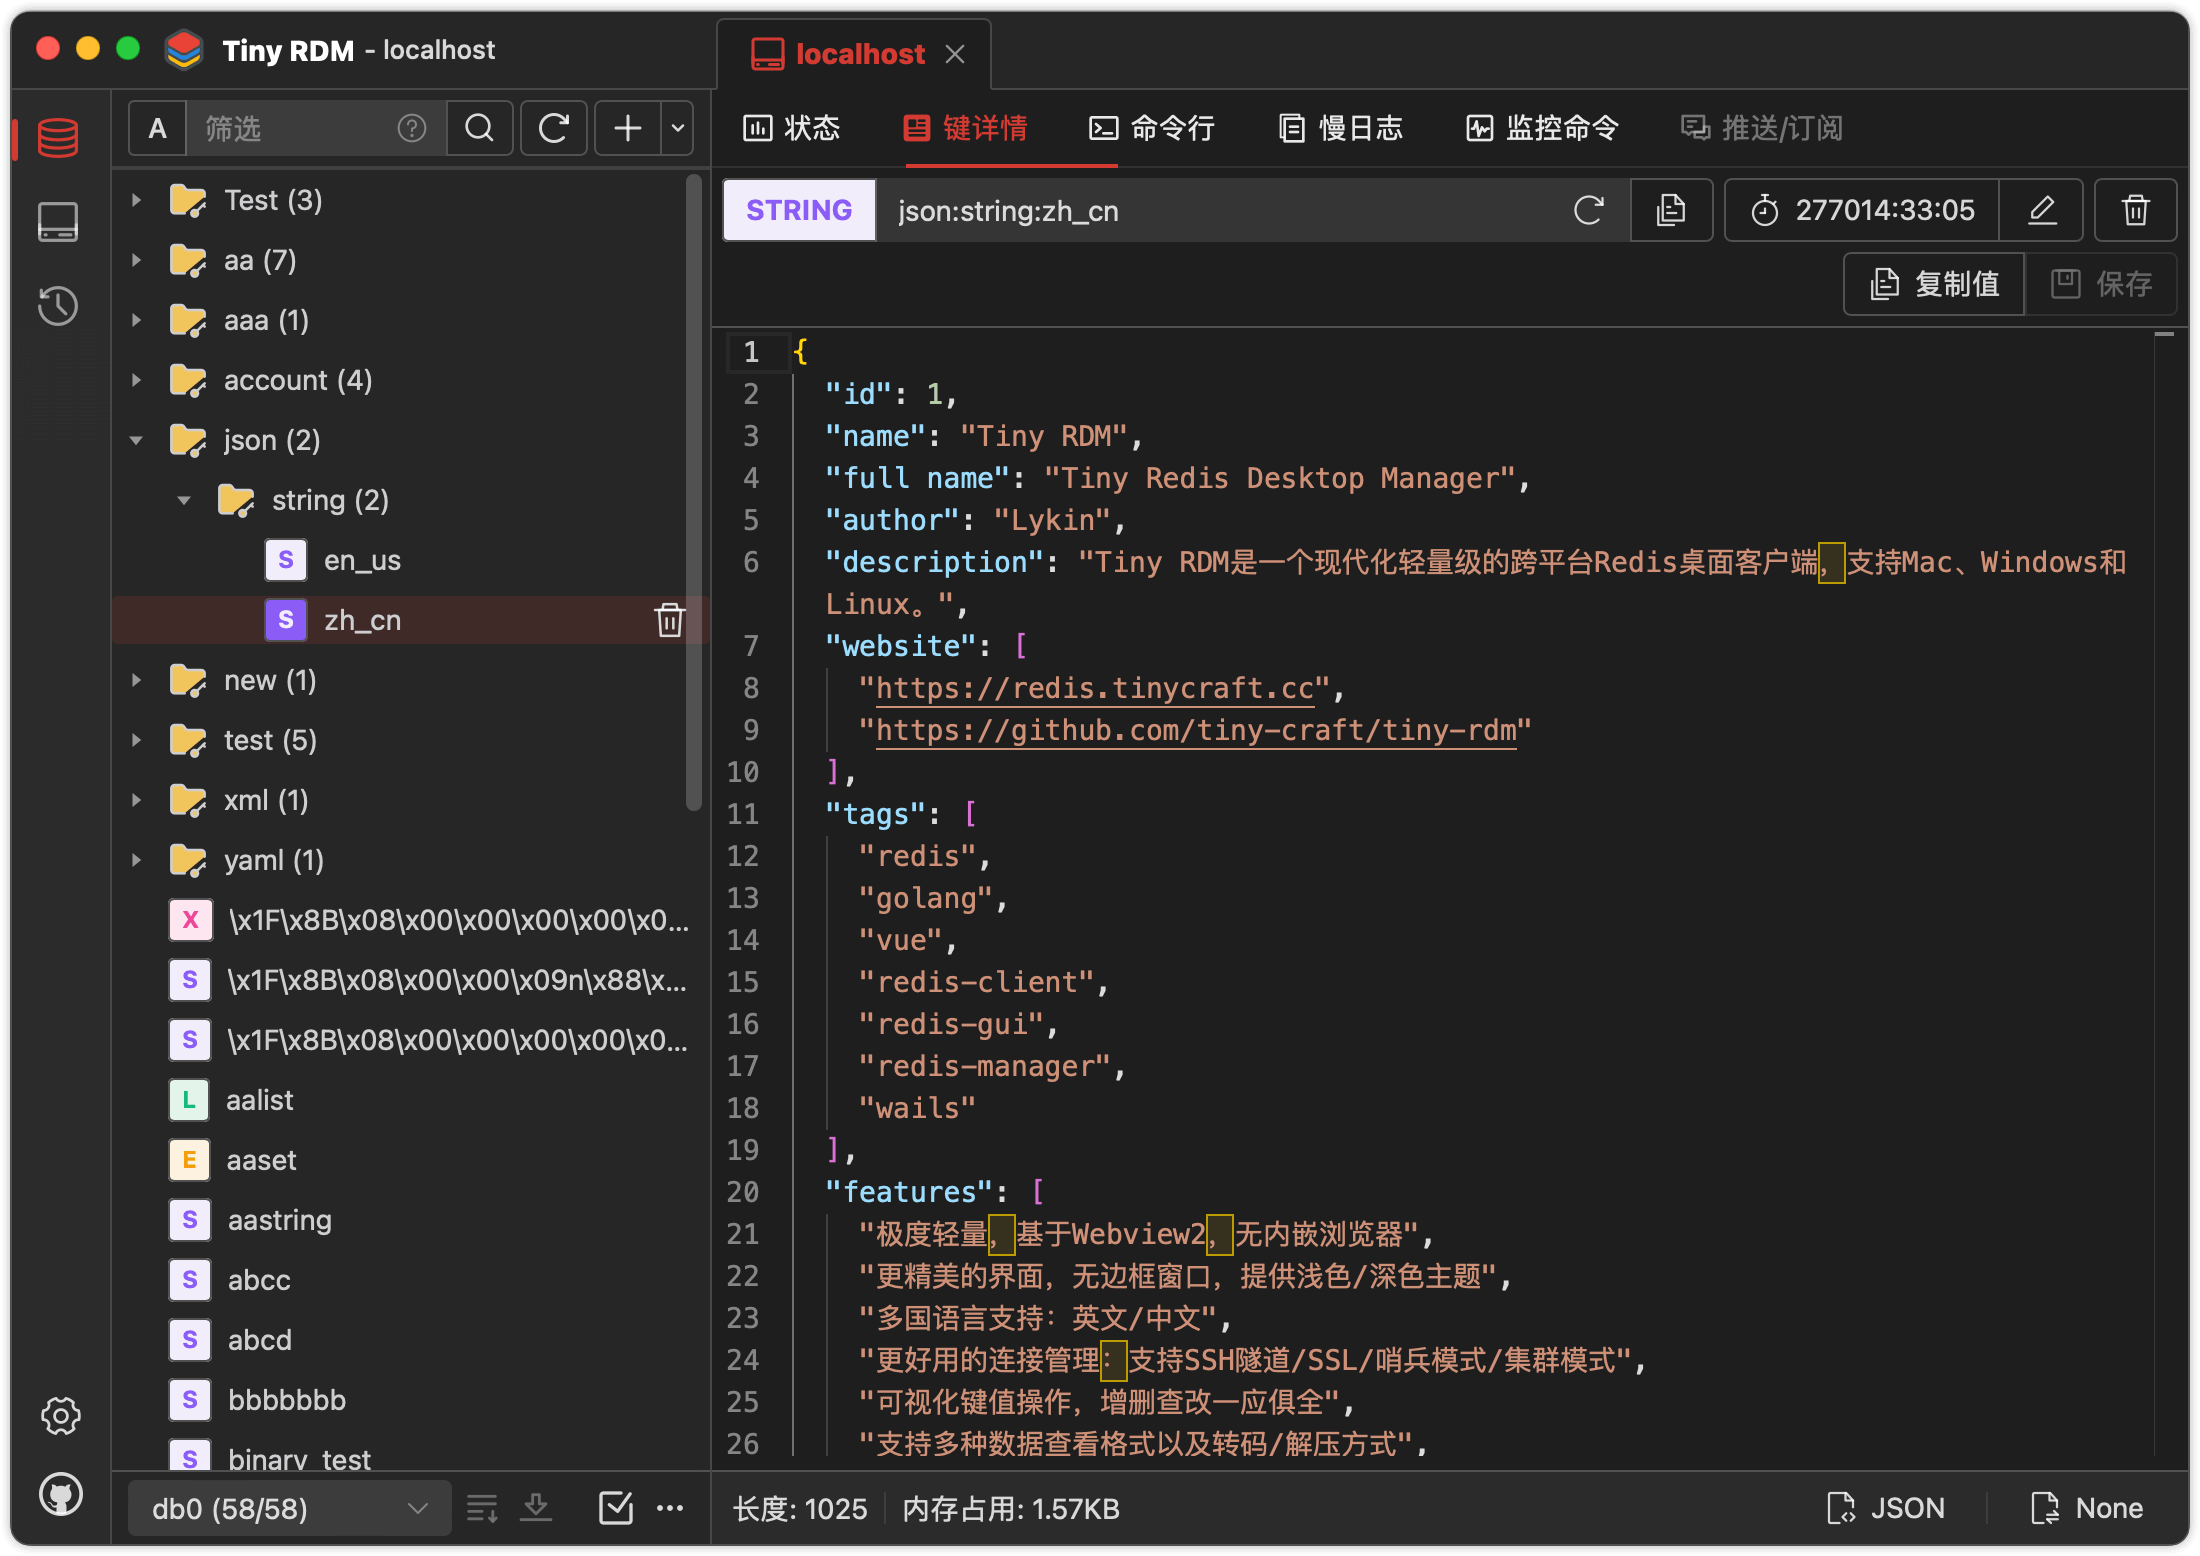 Tiny RDM - localhost
localhost
A 筛选
Test (3)
aa (7)
aaa (1)
account (4)
json (2)
string (2)
S en_us
S zh_cn
new (1)
test (5)
xml (1)
yaml (1)
X \x1F\x8B\x08\x00\x00\x00\x00\x0...
S \x1F\x8B\x08\x00\x00\x09n\x88\x...
S \x1F\x8B\x08\x00\x00\x00\x00\x0...
L aalist
E aaset
S aastring
S abcc
S abcd
S bbbbbbb
S binary_test
db0 (58/58)
状态 键详情 命令行 慢日志 监控命令 推送/订阅
STRING json:string:zh_cn 277014:33:05
复制值 保存
1 {
2 "id": 1,
3 "name": "Tiny RDM",
4 "full name": "Tiny Redis Desktop Manager",
5 "author": "Lykin",
6 "description": "Tiny RDM是一个现代化轻量级的跨平台Redis桌面客户端，支持Mac、Windows和
Linux。",
7 "website": [
8 "https://redis.tinycraft.cc",
9 "https://github.com/tiny-craft/tiny-rdm"
10 ],
11 "tags": [
12 "redis",
13 "golang",
14 "vue",
15 "redis-client",
16 "redis-gui",
17 "redis-manager",
18 "wails"
19 ],
20 "features": [
21 "极度轻量，基于Webview2，无内嵌浏览器",
22 "更精美的界面，无边框窗口，提供浅色/深色主题",
23 "多国语言支持：英文/中文",
24 "更好用的连接管理：支持SSH隧道/SSL/哨兵模式/集群模式",
25 "可视化键值操作，增删查改一应俱全",
26 "支持多种数据查看格式以及转码/解压方式",
长度: 1025 内存占用: 1.57KB JSON None